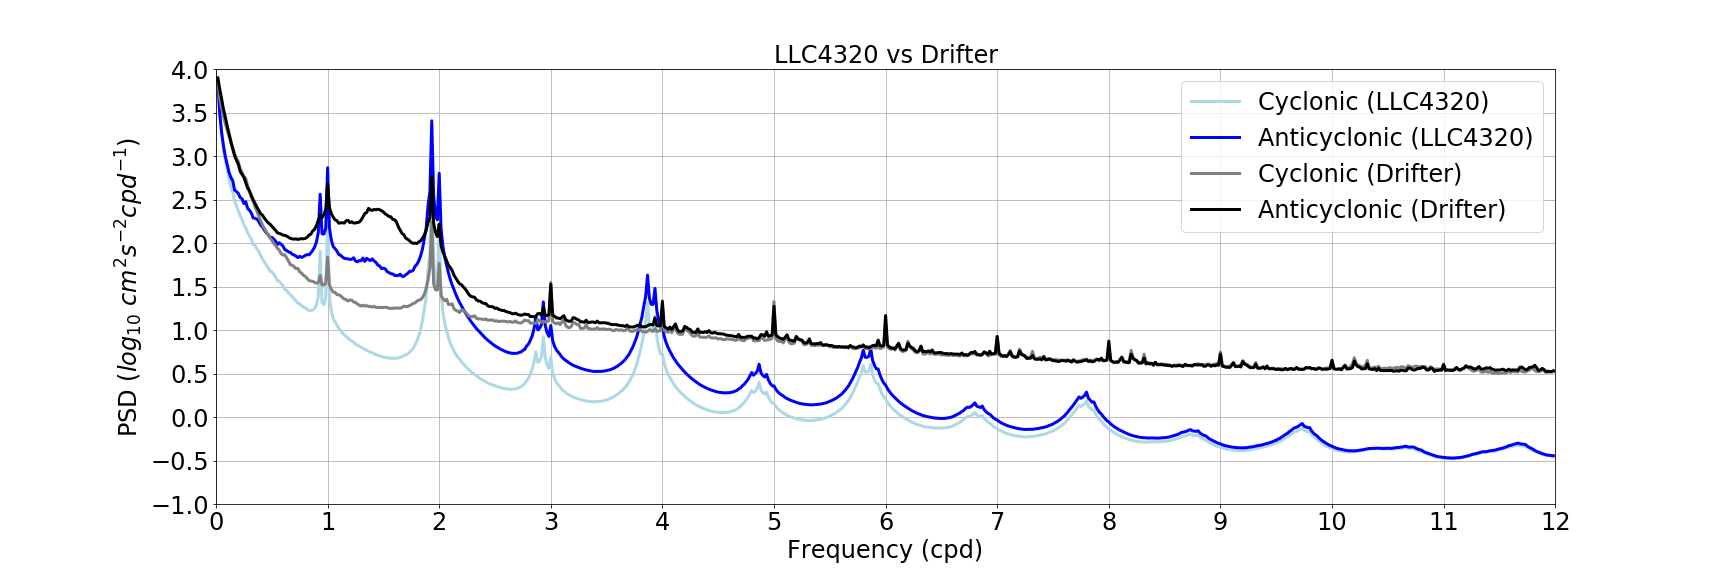 LLC4320 vs Drifter
PSD (log₁₀ cm²s⁻²cpd⁻¹)
4.0
3.5
3.0
2.5
2.0
1.5
1.0
0.5
0.0
−0.5
−1.0
Cyclonic (LLC4320)
Anticyclonic (LLC4320)
Cyclonic (Drifter)
Anticyclonic (Drifter)
0 1 2 3 4 5 6 7 8 9 10 11 12
Frequency (cpd)